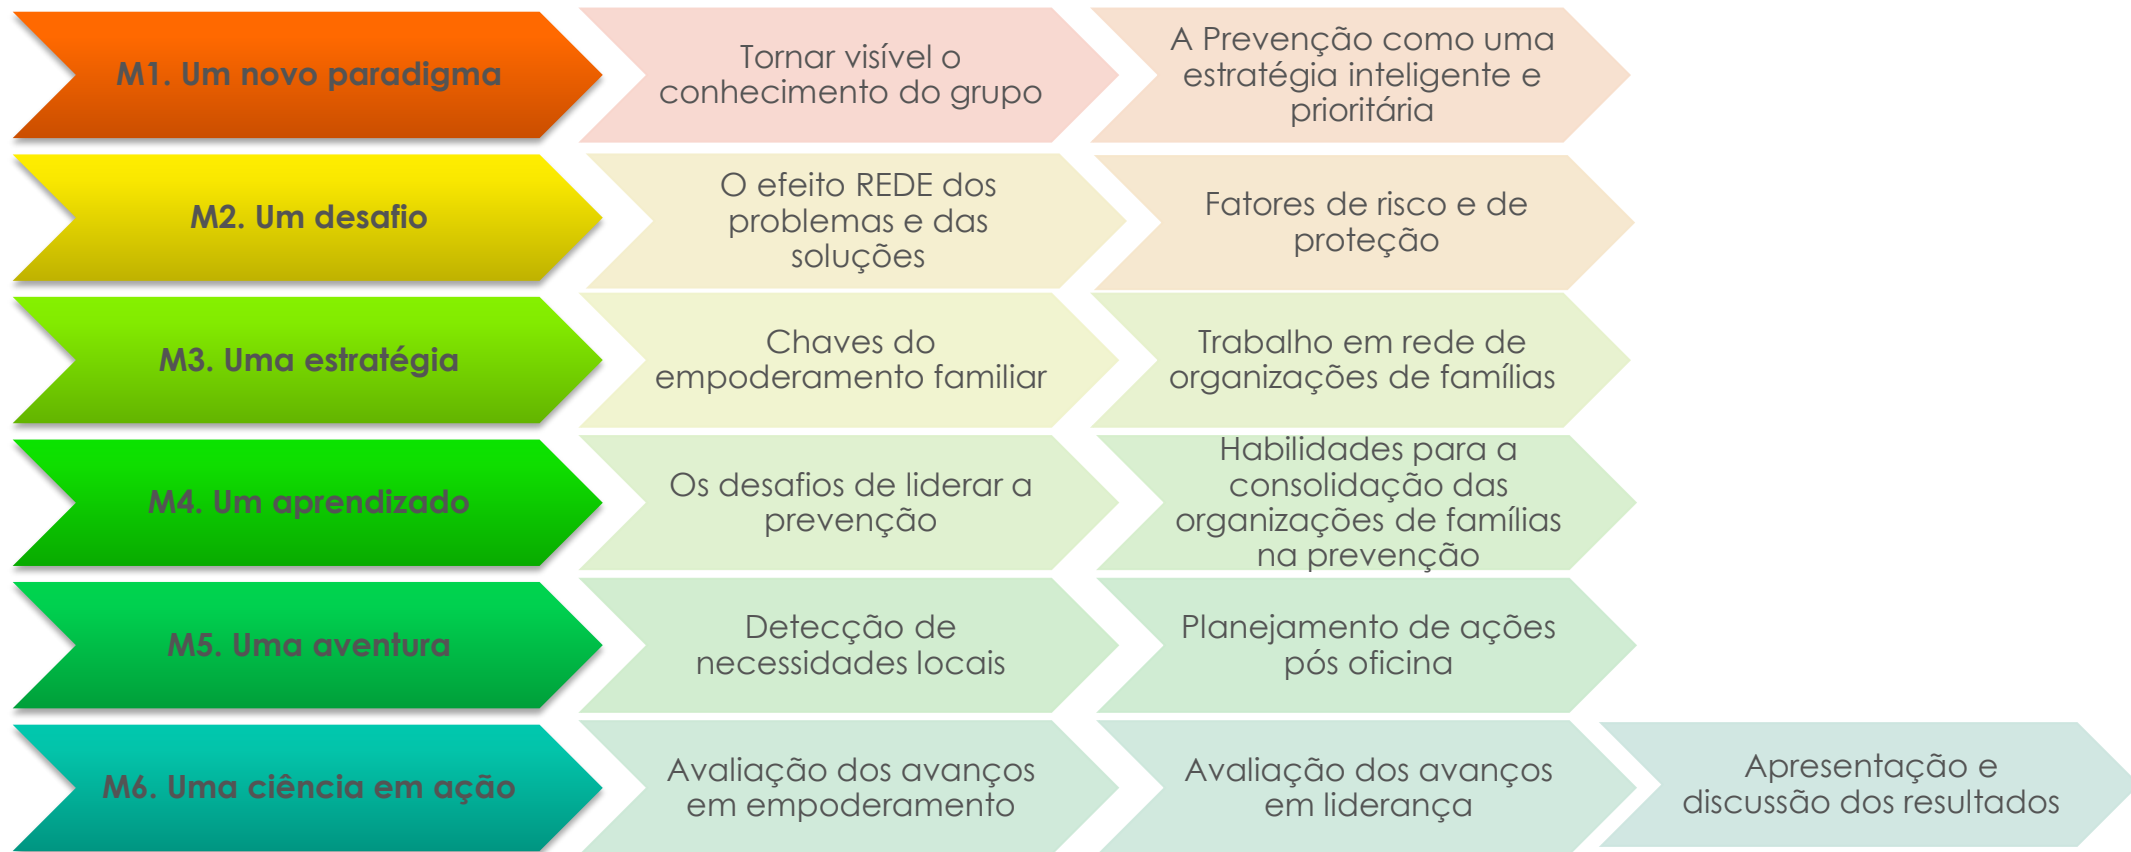 M1. Um novo paradigma
Tornar visível o
conhecimento do grupo
A Prevenção como uma
estratégia inteligente e
prioritária
M2. Um desafio
O efeito REDE dos
problemas e das
soluções
Fatores de risco e de
proteção
M3. Uma estratégia
Chaves do
empoderamento familiar
Trabalho em rede de
organizações de famílias
M4. Um aprendizado
Os desafios de liderar a
prevenção
Habilidades para a
consolidação das
organizações de famílias
na prevenção
M5. Uma aventura
Detecção de
necessidades locais
Planejamento de ações
pós oficina
M6. Uma ciência em ação
Avaliação dos avanços
em empoderamento
Avaliação dos avanços
em liderança
Apresentação e
discussão dos resultados